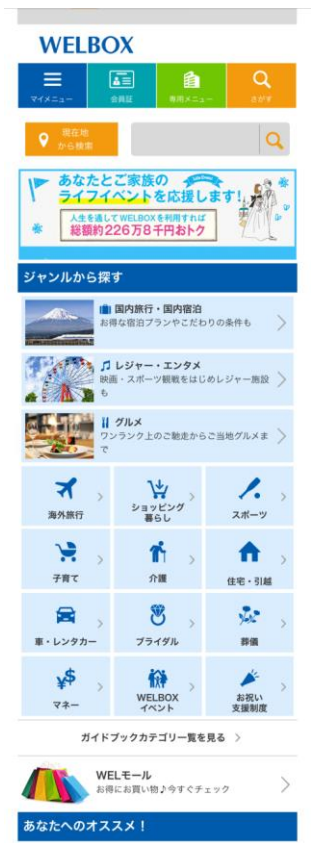 WELBOX
マイメニュー
会員証
専用メニュー
さがす
現在地
から検索
あなたとご家族の
ライフイベントを応援します!
人生を通してWELBOXを利用すれば
総額約226万8千円おトク
ジャンルから探す
国内旅行・国内宿泊
お得な宿泊プランやこだわりの条件も
レジャー・エンタメ
映画・スポーツ観戦をはじめレジャー施設
も
グルメ
ワンランク上のご馳走からご当地グルメま
で
海外旅行
ショッピング
暮らし
スポーツ
子育て
介護
住宅・引越
車・レンタカー
ブライダル
葬儀
マネー
WELBOX
イベント
お祝い
支援制度
ガイドブックカテゴリー覧を見る
WELモール
お得にお買い物♪今すぐチェック
あなたへのオススメ！